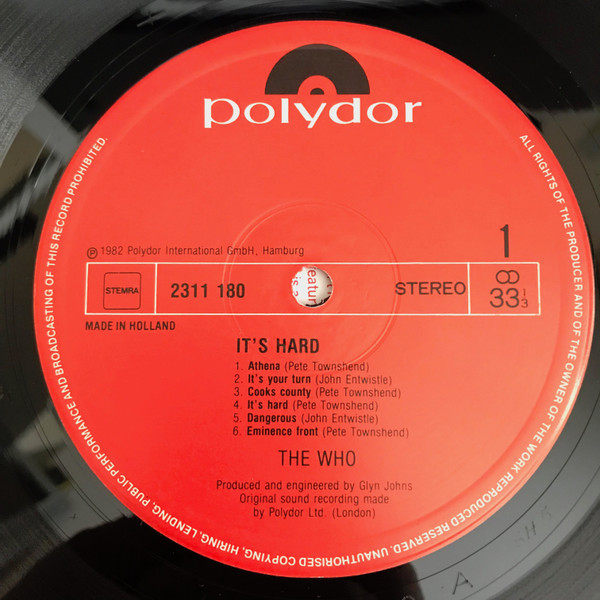 polydor
ALL RIGHTS OF THE PRODUCER AND OF THE OWNER OF THE WORK REPRODUCED RESERVED. UNAUTHORISED COPYING, HIRING, LENDING, PUBLIC PERFORMANCE AND BROADCASTING OF THIS RECORD PROHIBITED.
℗ 1982 Polydor International GmbH, Hamburg
1
STEMRA
2311 180
STEREO
33 1/3
MADE IN HOLLAND
IT'S HARD
1. Athena (Pete Townshend)
2. It's your turn (John Entwistle)
3. Cooks county (Pete Townshend)
4. It's hard (Pete Townshend)
5. Dangerous (John Entwistle)
6. Eminence front (Pete Townshend)
THE WHO
Produced and engineered by Glyn Johns
Original sound recording made
by Polydor Ltd. (London)
A